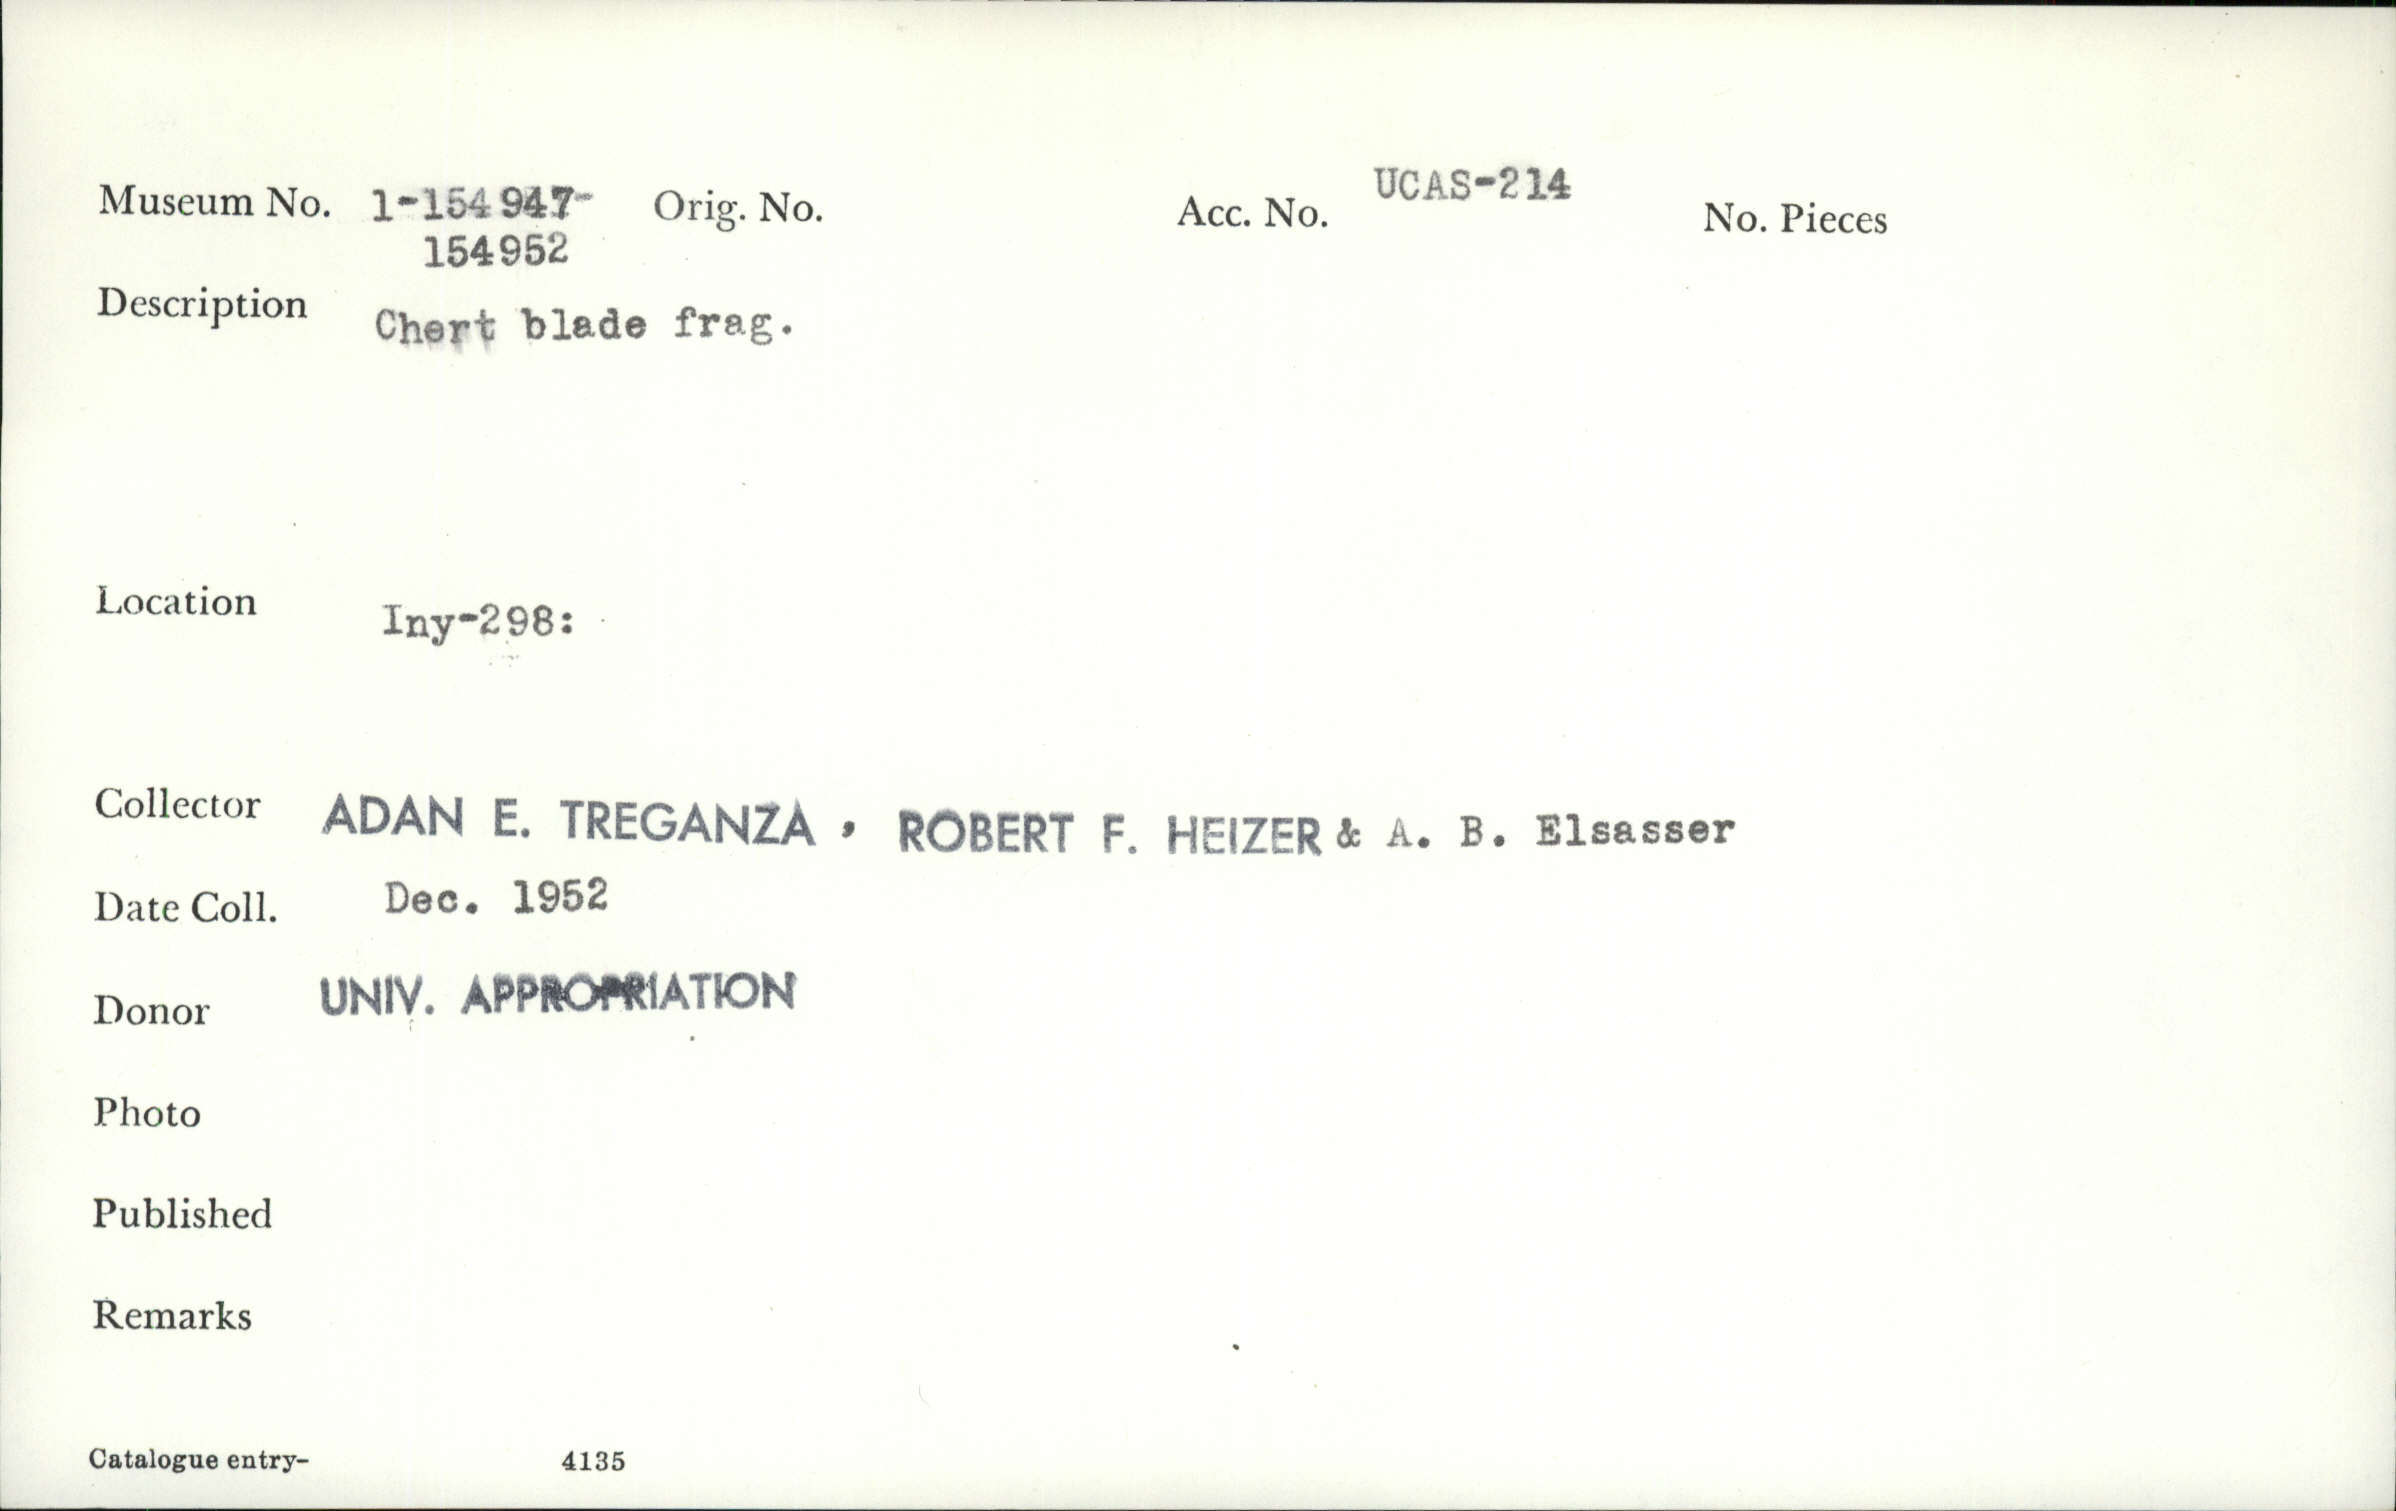 Museum No. 1-154947- Orig. No. Acc. No. UCAS-214 No. Pieces
154952
Description Chert blade frag.
Location Iny-298:
Collector ADAN E. TREGANZA , ROBERT F. HEIZER & A. B. Elsasser
Date Coll. Dec. 1952
Donor UNIV. APPROPRIATION
Photo
Published
Remarks
Catalogue entry- 4135